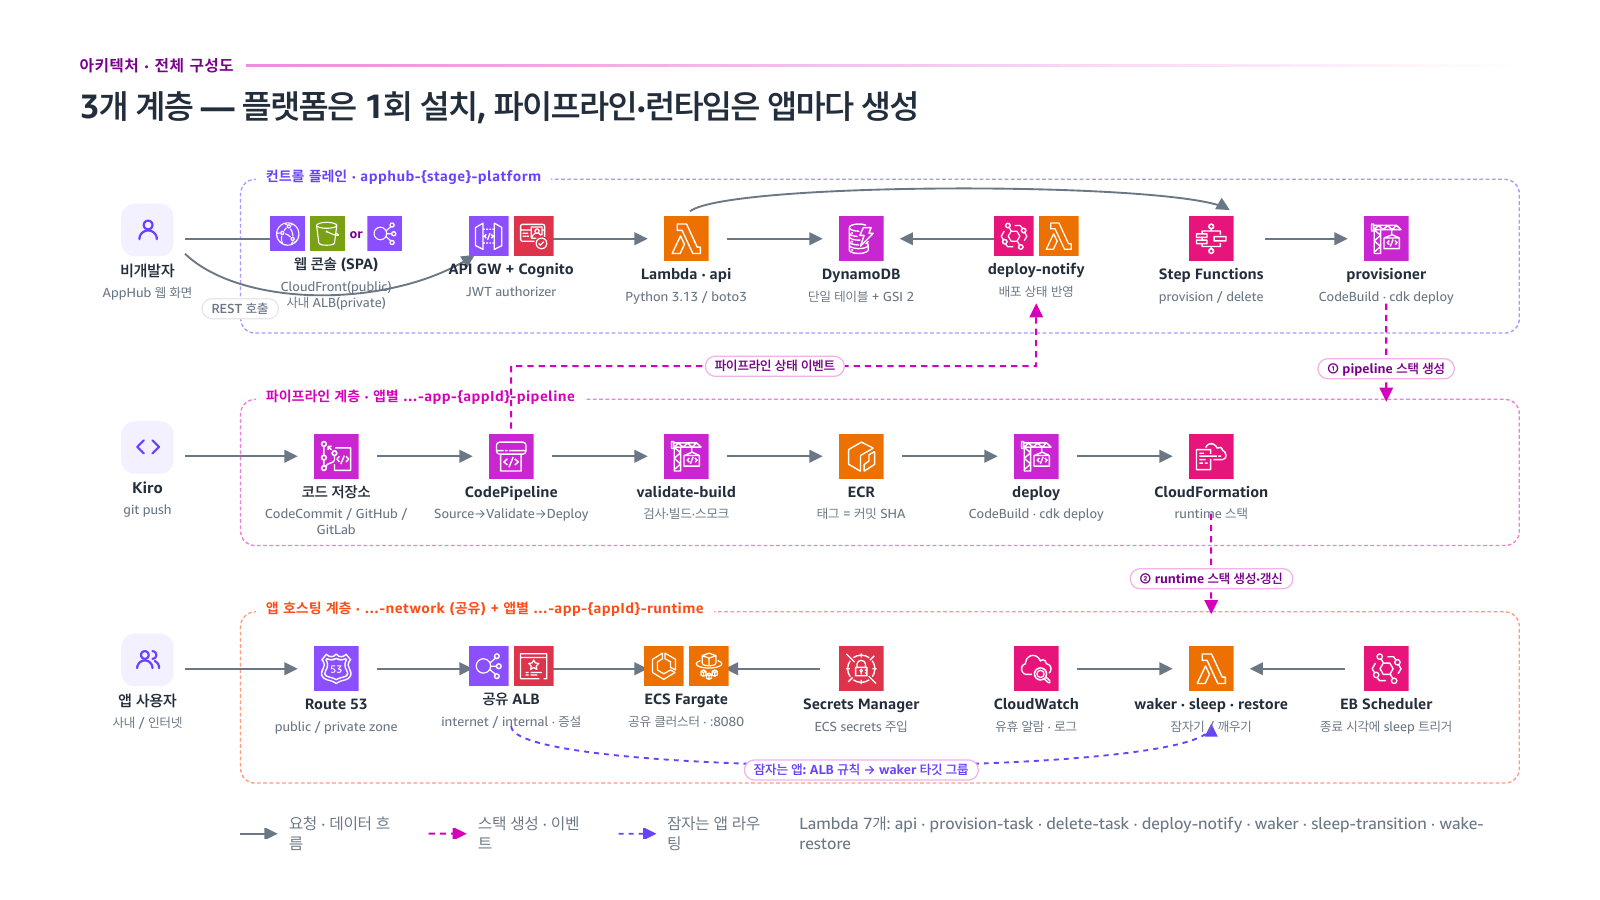 아키텍처 · 전체 구성도
3개 계층 — 플랫폼은 1회 설치, 파이프라인·런타임은 앱마다 생성
컨트롤 플레인 · apphub-{stage}-platform
비개발자
AppHub 웹 화면
REST 호출
or
웹 콘솔 (SPA)
CloudFront(public)
사내 ALB(private)
API GW + Cognito
JWT authorizer
Lambda · api
Python 3.13 / boto3
DynamoDB
단일 테이블 + GSI 2
deploy-notify
배포 상태 반영
Step Functions
provision / delete
provisioner
CodeBuild · cdk deploy
파이프라인 상태 이벤트
① pipeline 스택 생성
파이프라인 계층 · 앱별 ...-app-{appId}-pipeline
Kiro
git push
코드 저장소
CodeCommit / GitHub /
GitLab
CodePipeline
Source→Validate→Deploy
validate-build
검사·빌드·스모크
ECR
태그 = 커밋 SHA
deploy
CodeBuild · cdk deploy
CloudFormation
runtime 스택
② runtime 스택 생성·갱신
앱 호스팅 계층 · ...-network (공유) + 앱별 ...-app-{appId}-runtime
앱 사용자
사내 / 인터넷
53
Route 53
public / private zone
공유 ALB
internet / internal · 증설
ECS Fargate
공유 클러스터 · :8080
Secrets Manager
ECS secrets 주입
CloudWatch
유휴 알람 · 로그
waker · sleep · restore
잠자기 / 깨우기
EB Scheduler
종료 시각에 sleep 트리거
잠자는 앱: ALB 규칙 → waker 타깃 그룹
요청 · 데이터 흐
름
스택 생성 · 이벤
트
잠자는 앱 라우
팅
Lambda 7개: api · provision-task · delete-task · deploy-notify · waker · sleep-transition · wake-
restore